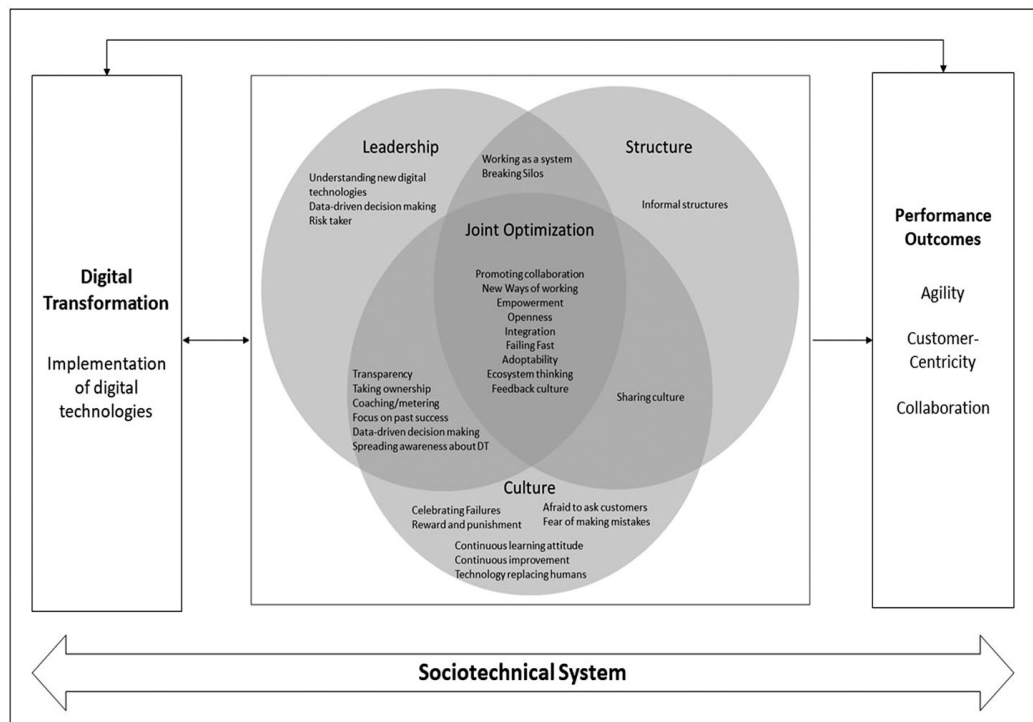 Digital
Transformation
Implementation
of digital
technologies
Leadership
Understanding new digital
technologies
Data-driven decision making
Risk taker
Working as a system
Breaking Silos
Structure
Informal structures
Joint Optimization
Promoting collaboration
New Ways of working
Empowerment
Openness
Integration
Failing Fast
Adoptability
Ecosystem thinking
Feedback culture
Transparency
Taking ownership
Coaching/metering
Focus on past success
Data-driven decision making
Spreading awareness about DT
Sharing culture
Culture
Celebrating Failures
Reward and punishment
Afraid to ask customers
Fear of making mistakes
Continuous learning attitude
Continuous improvement
Technology replacing humans
Performance
Outcomes
Agility
Customer-
Centricity
Collaboration
Sociotechnical System